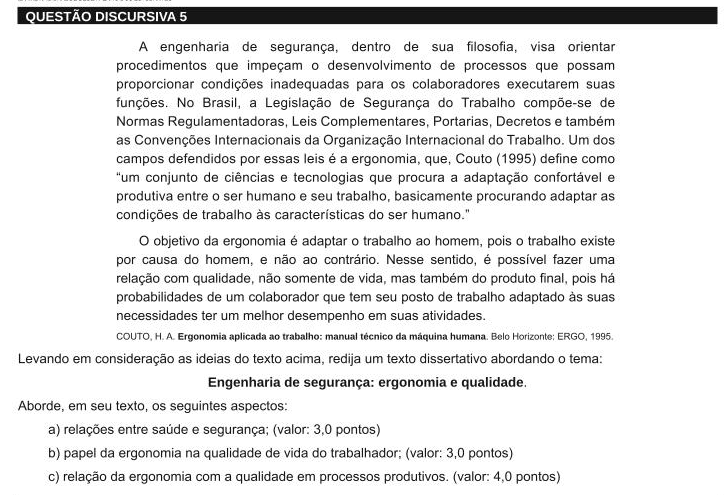 QUESTÃO DISCURSIVA 5
A engenharia de segurança, dentro de sua filosofia, visa orientar
procedimentos que impeçam o desenvolvimento de processos que possam
proporcionar condições inadequadas para os colaboradores executarem suas
funções. No Brasil, a Legislação de Segurança do Trabalho compõe-se de
Normas Regulamentadoras, Leis Complementares, Portarias, Decretos e também
as Convenções Internacionais da Organização Internacional do Trabalho. Um dos
campos defendidos por essas leis é a ergonomia, que, Couto (1995) define como
“um conjunto de ciências e tecnologias que procura a adaptação confortável e
produtiva entre o ser humano e seu trabalho, basicamente procurando adaptar as
condições de trabalho às características do ser humano.”
O objetivo da ergonomia é adaptar o trabalho ao homem, pois o trabalho existe
por causa do homem, e não ao contrário. Nesse sentido, é possível fazer uma
relação com qualidade, não somente de vida, mas também do produto final, pois há
probabilidades de um colaborador que tem seu posto de trabalho adaptado às suas
necessidades ter um melhor desempenho em suas atividades.
COUTO, H. A. Ergonomia aplicada ao trabalho: manual técnico da máquina humana. Belo Horizonte: ERGO, 1995.
Levando em consideração as ideias do texto acima, redija um texto dissertativo abordando o tema:
Engenharia de segurança: ergonomia e qualidade.
Aborde, em seu texto, os seguintes aspectos:
a) relações entre saúde e segurança; (valor: 3,0 pontos)
b) papel da ergonomia na qualidade de vida do trabalhador; (valor: 3,0 pontos)
c) relação da ergonomia com a qualidade em processos produtivos. (valor: 4,0 pontos)